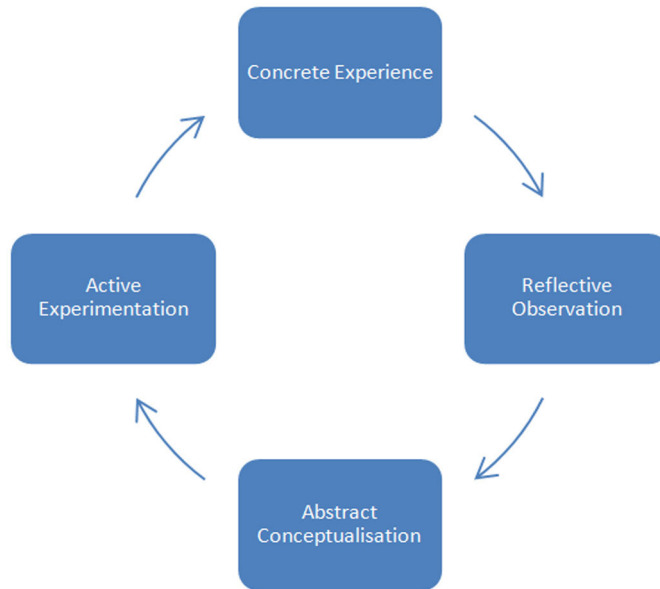 Concrete Experience
Reflective
Observation
Abstract
Conceptualisation
Active
Experimentation